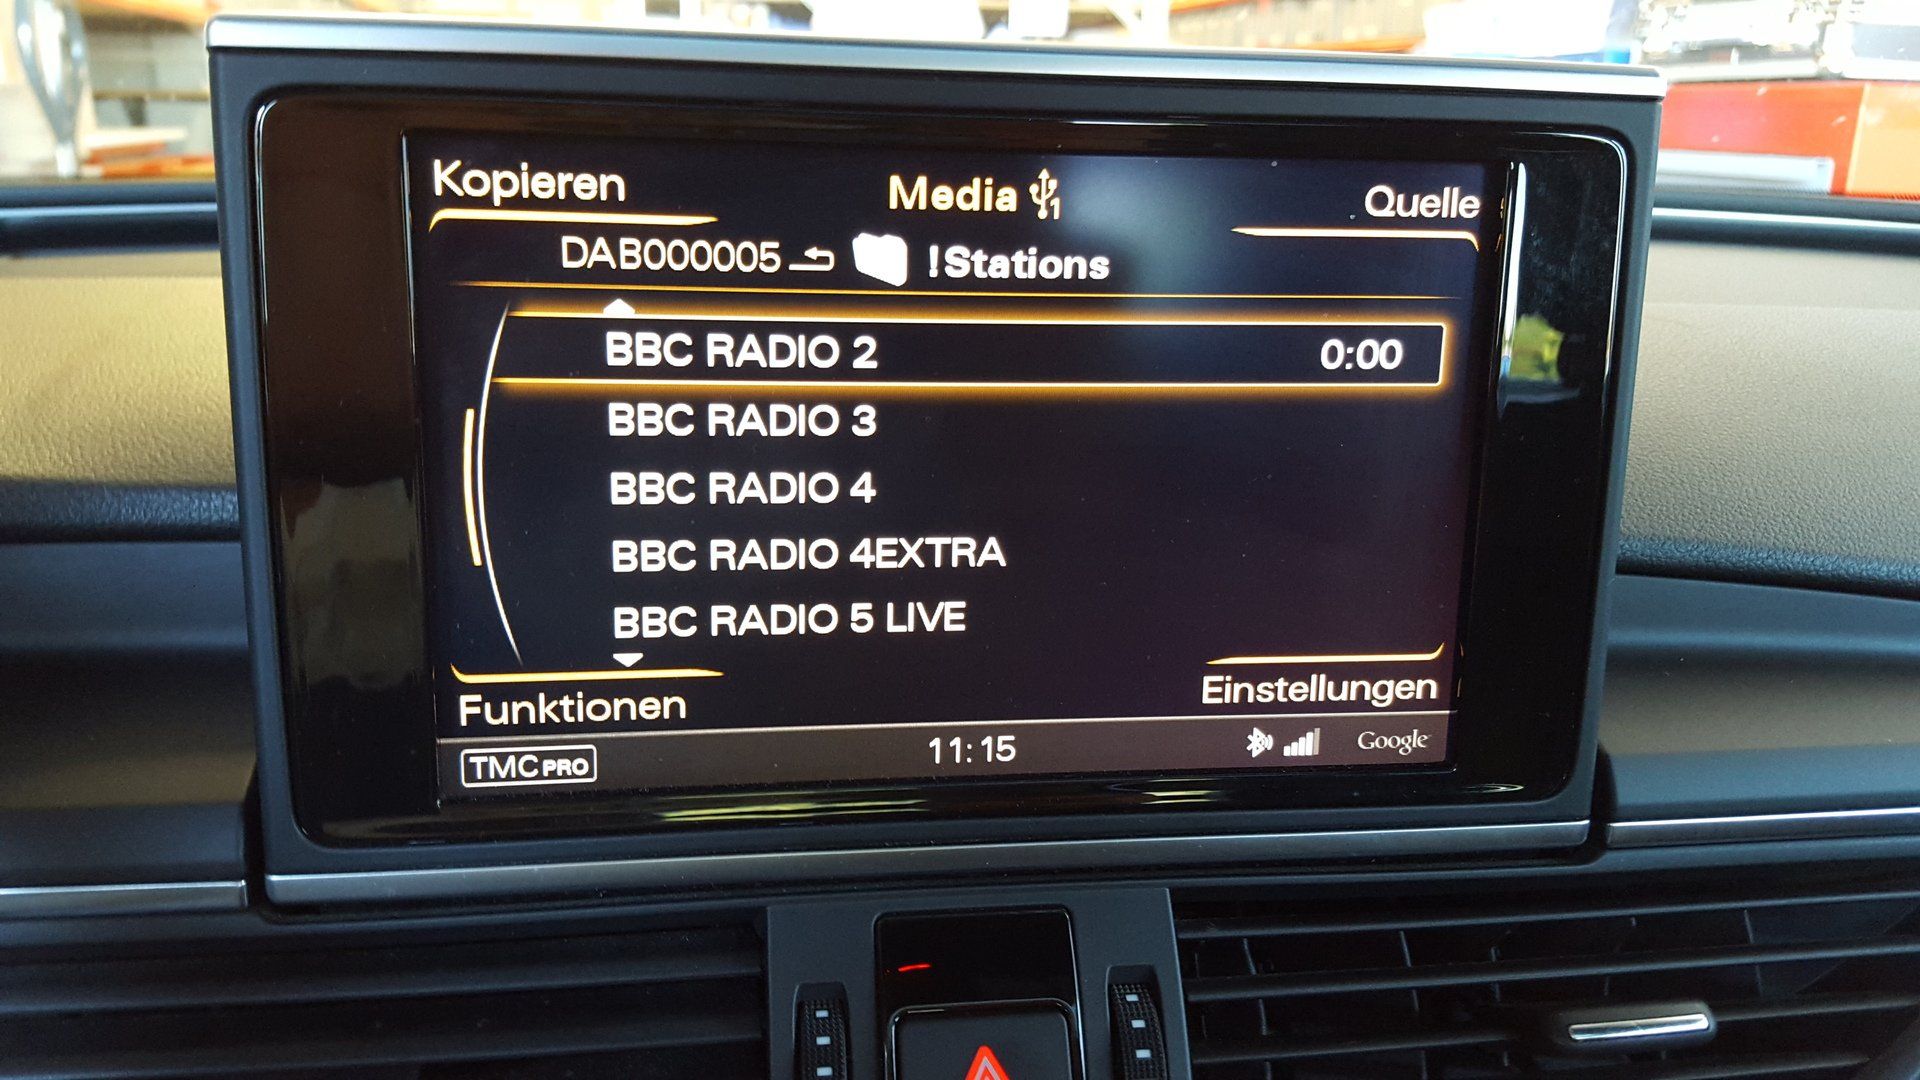 Kopieren
Media 1
Quelle
DAB000005 !Stations
BBC RADIO 2 0:00
BBC RADIO 3
BBC RADIO 4
BBC RADIO 4EXTRA
BBC RADIO 5 LIVE
Funktionen
Einstellungen
TMC PRO 11:15 Google